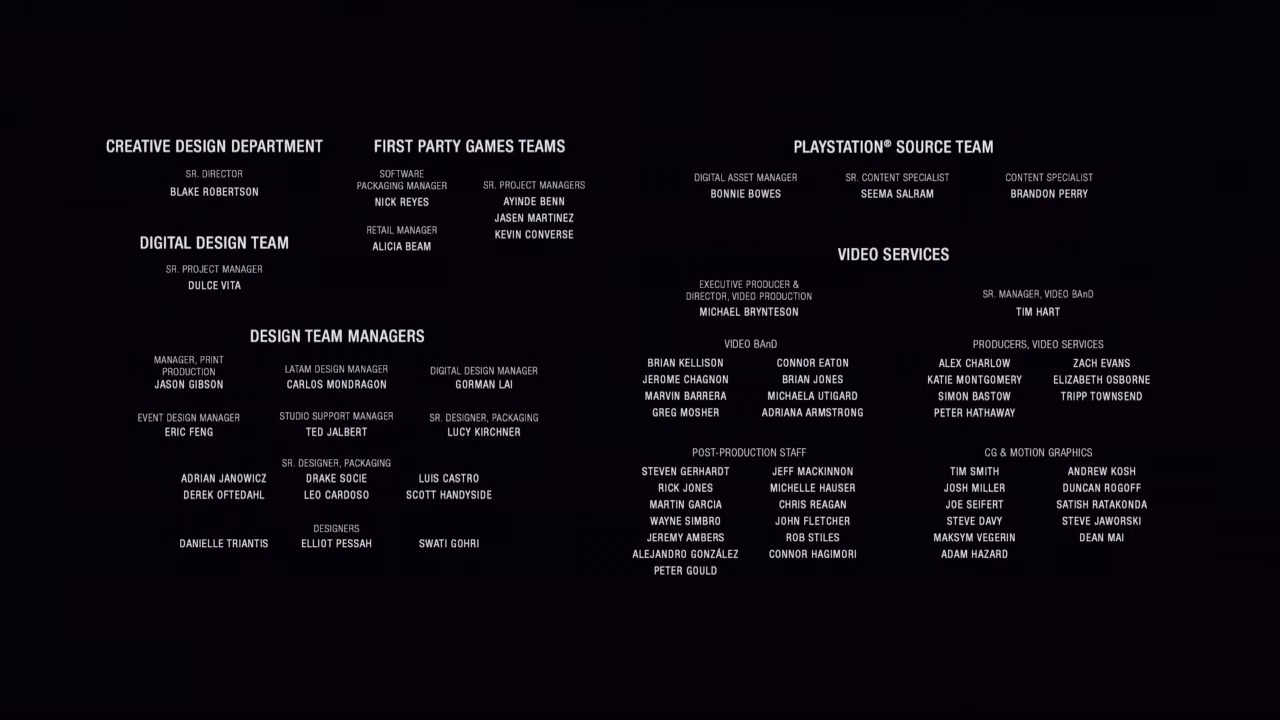 CREATIVE DESIGN DEPARTMENT
SR. DIRECTOR
BLAKE ROBERTSON
DIGITAL DESIGN TEAM
SR. PROJECT MANAGER
DULCE VITA
FIRST PARTY GAMES TEAMS
SOFTWARE
PACKAGING MANAGER
NICK REYES
RETAIL MANAGER
ALICIA BEAM
SR. PROJECT MANAGERS
AYINDE BENN
JASEN MARTINEZ
KEVIN CONVERSE
DESIGN TEAM MANAGERS
MANAGER, PRINT
PRODUCTION
JASON GIBSON
LATAM DESIGN MANAGER
CARLOS MONDRAGON
DIGITAL DESIGN MANAGER
GORMAN LAI
EVENT DESIGN MANAGER
ERIC FENG
STUDIO SUPPORT MANAGER
TED JALBERT
SR. DESIGNER, PACKAGING
LUCY KIRCHNER
SR. DESIGNER, PACKAGING
ADRIAN JANOWICZ DRAKE SOCIE LUIS CASTRO
DEREK OFTEDAHL LEO CARDOSO SCOTT HANDYSIDE
DESIGNERS
DANIELLE TRIANTIS ELLIOT PESSAH SWATI GOHRI
PLAYSTATION® SOURCE TEAM
DIGITAL ASSET MANAGER
BONNIE BOWES
SR. CONTENT SPECIALIST
SEEMA SALRAM
CONTENT SPECIALIST
BRANDON PERRY
VIDEO SERVICES
EXECUTIVE PRODUCER &
DIRECTOR, VIDEO PRODUCTION
MICHAEL BRYNTESON
SR. MANAGER, VIDEO BAnD
TIM HART
VIDEO BAnD
BRIAN KELLISON CONNOR EATON
JEROME CHAGNON BRIAN JONES
MARVIN BARRERA MICHAELA UTIGARD
GREG MOSHER ADRIANA ARMSTRONG
PRODUCERS, VIDEO SERVICES
ALEX CHARLOW ZACH EVANS
KATIE MONTGOMERY ELIZABETH OSBORNE
SIMON BASTOW TRIPP TOWNSEND
PETER HATHAWAY
POST-PRODUCTION STAFF
STEVEN GERHARDT JEFF MACKINNON
RICK JONES MICHELLE HAUSER
MARTIN GARCIA CHRIS REAGAN
WAYNE SIMBRO JOHN FLETCHER
JEREMY AMBERS ROB STILES
ALEJANDRO GONZÁLEZ CONNOR HAGIMORI
PETER GOULD
CG & MOTION GRAPHICS
TIM SMITH ANDREW KOSH
JOSH MILLER DUNCAN ROGOFF
JOE SEIFERT SATISH RATAKONDA
STEVE DAVY STEVE JAWORSKI
MAKSYM VEGERIN DEAN MAI
ADAM HAZARD